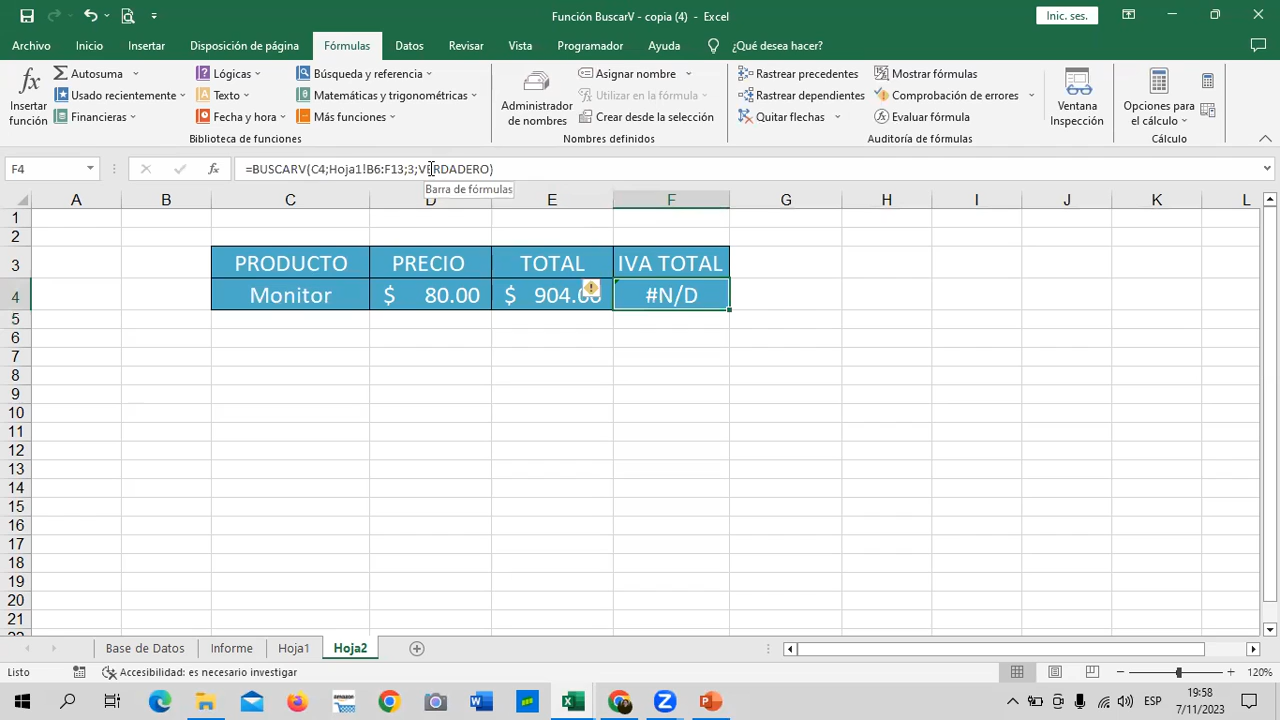 Función BuscarV - copia (4) - Excel
Inic. ses.
Archivo Inicio Insertar Disposición de página Fórmulas Datos Revisar Vista Programador Ayuda ¿Qué desea hacer?
Insertar función
Autosuma
Usado recientemente
Financieras
Lógicas
Texto
Fecha y hora
Búsqueda y referencia
Matemáticas y trigonométricas
Más funciones
Biblioteca de funciones
Administrador de nombres
Asignar nombre
Utilizar en la fórmula
Crear desde la selección
Nombres definidos
Rastrear precedentes
Rastrear dependientes
Quitar flechas
Mostrar fórmulas
Comprobación de errores
Evaluar fórmula
Auditoría de fórmulas
Ventana Inspección
Opciones para el cálculo
Cálculo
F4 fx =BUSCARV(C4;Hoja1!B6:F13;3;VERDADERO)
Barra de fórmulas
A B C D E F G H I J K L
1
2
3 PRODUCTO PRECIO TOTAL IVA TOTAL
4 Monitor $ 80.00 $ 904.00 #N/D
5
6
7
8
9
10
11
12
13
14
15
16
17
18
19
20
21
Base de Datos Informe Hoja1 Hoja2
Listo Accesibilidad: es necesario investigar 120%
ESP 19:58
7/11/2023